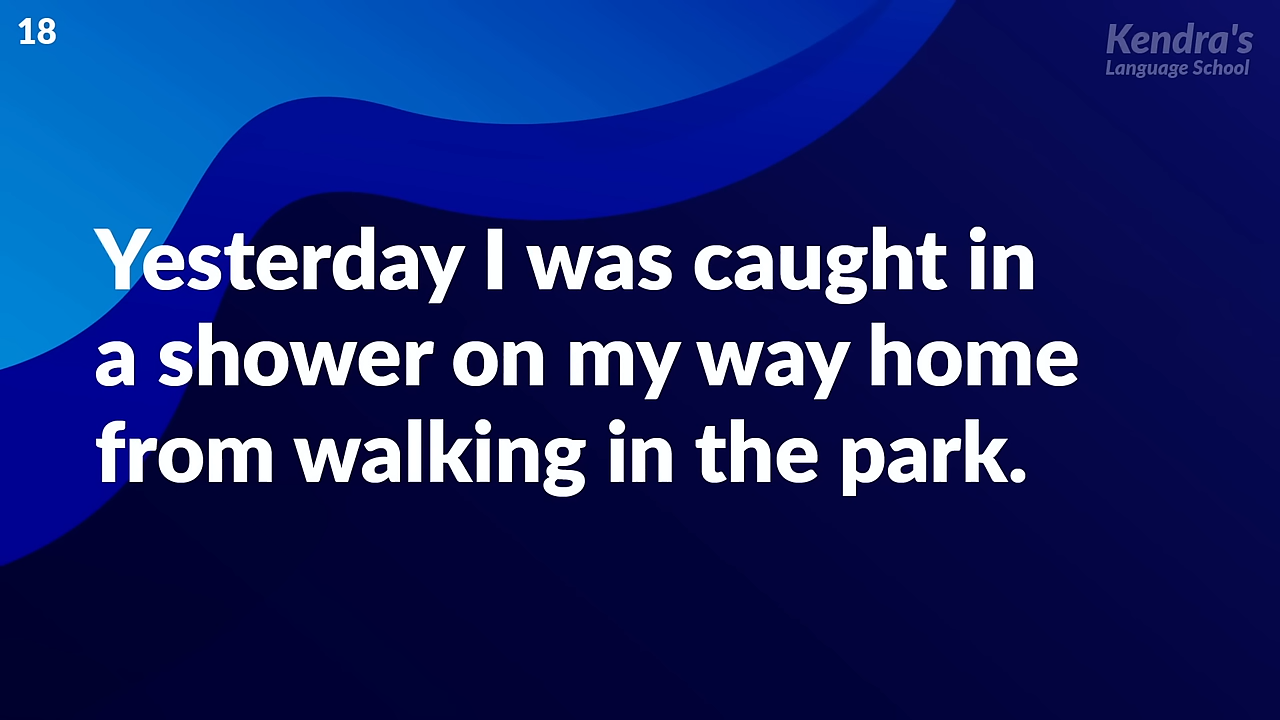 18
Kendra's
Language School
Yesterday I was caught in
a shower on my way home
from walking in the park.